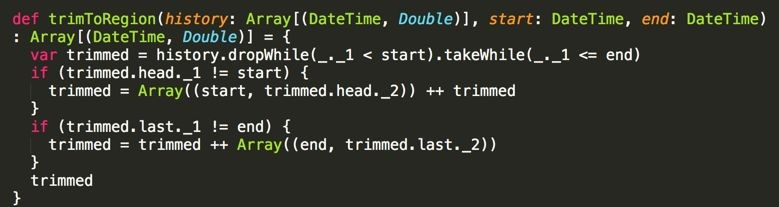 def trimToRegion(history: Array[(DateTime, Double)], start: DateTime, end: DateTime)
: Array[(DateTime, Double)] = {
  var trimmed = history.dropWhile(_._1 < start).takeWhile(_._1 <= end)
  if (trimmed.head._1 != start) {
    trimmed = Array((start, trimmed.head._2)) ++ trimmed
  }
  if (trimmed.last._1 != end) {
    trimmed = trimmed ++ Array((end, trimmed.last._2))
  }
  trimmed
}